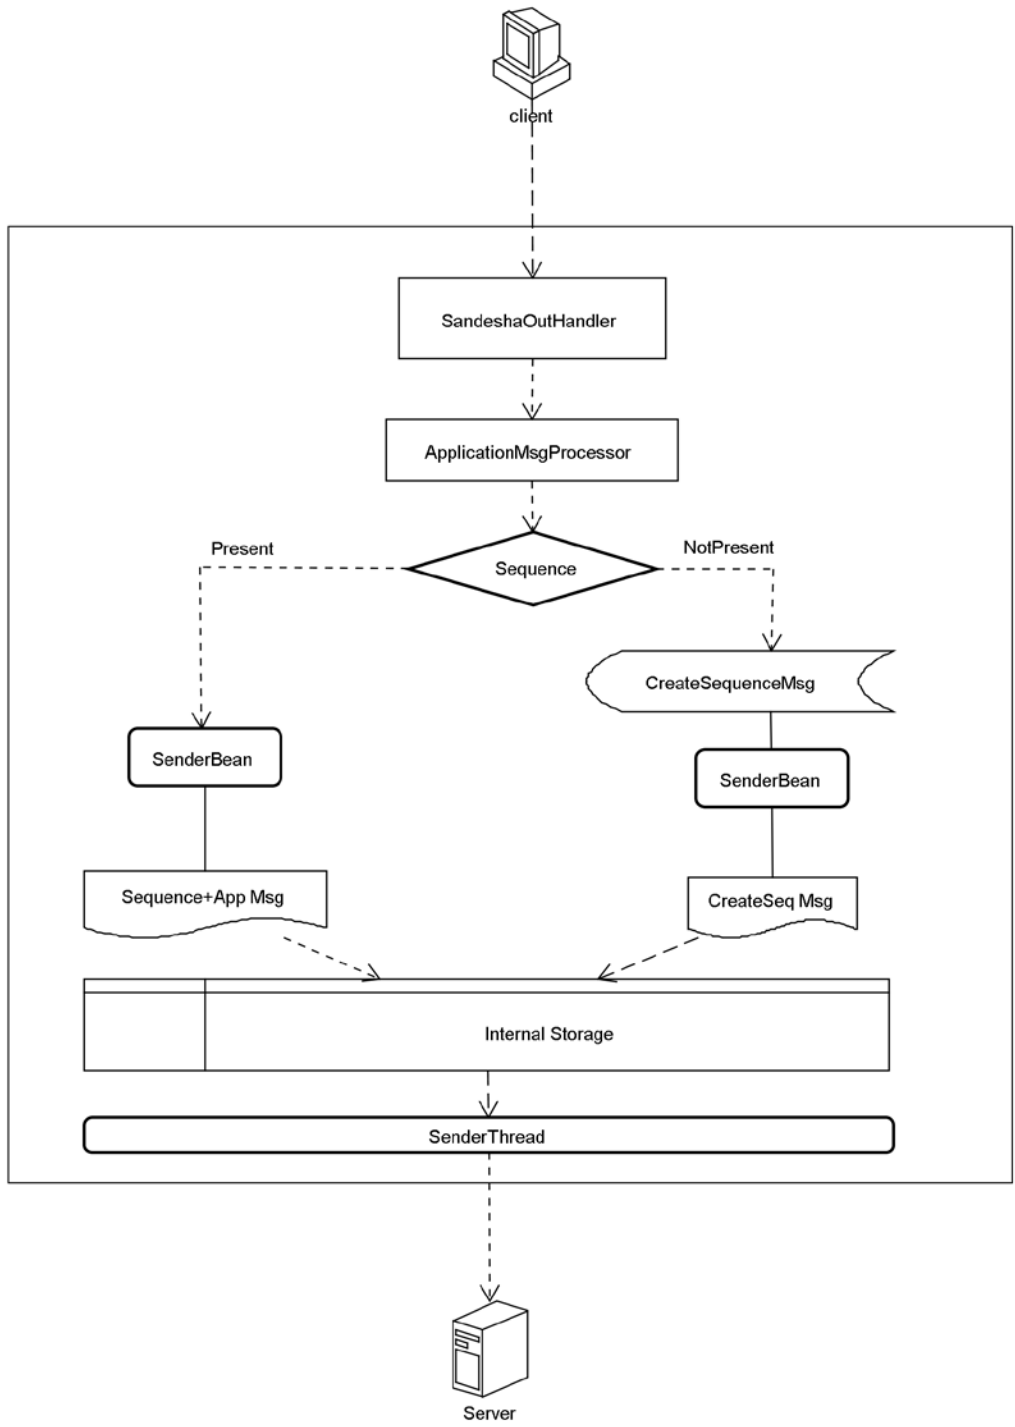 client
SandeshaOutHandler
ApplicationMsgProcessor
Present
NotPresent
Sequence
CreateSequenceMsg
SenderBean
SenderBean
Sequence+App Msg
CreateSeq Msg
Internal Storage
SenderThread
Server